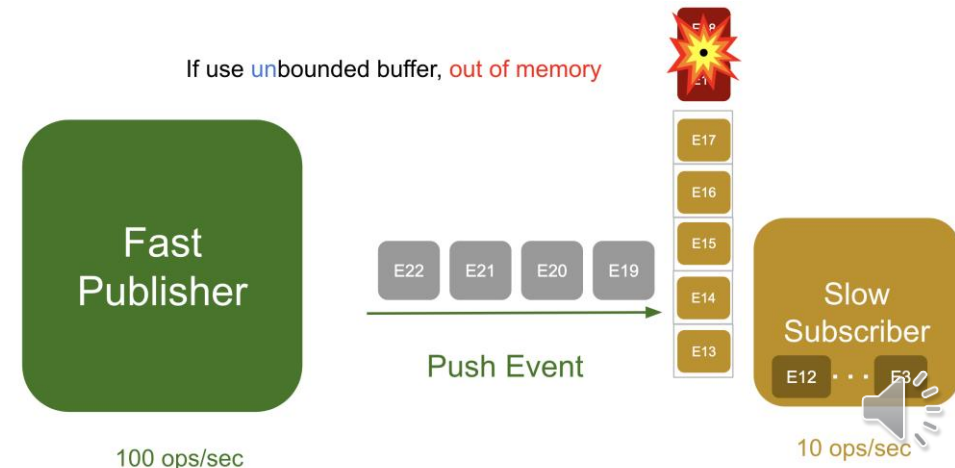 If use unbounded buffer, out of memory
E17
E16
E15
E14
E13
Fast
Publisher
E22 E21 E20 E19
Push Event
Slow
Subscriber
E12 . . . E3
100 ops/sec
10 ops/sec